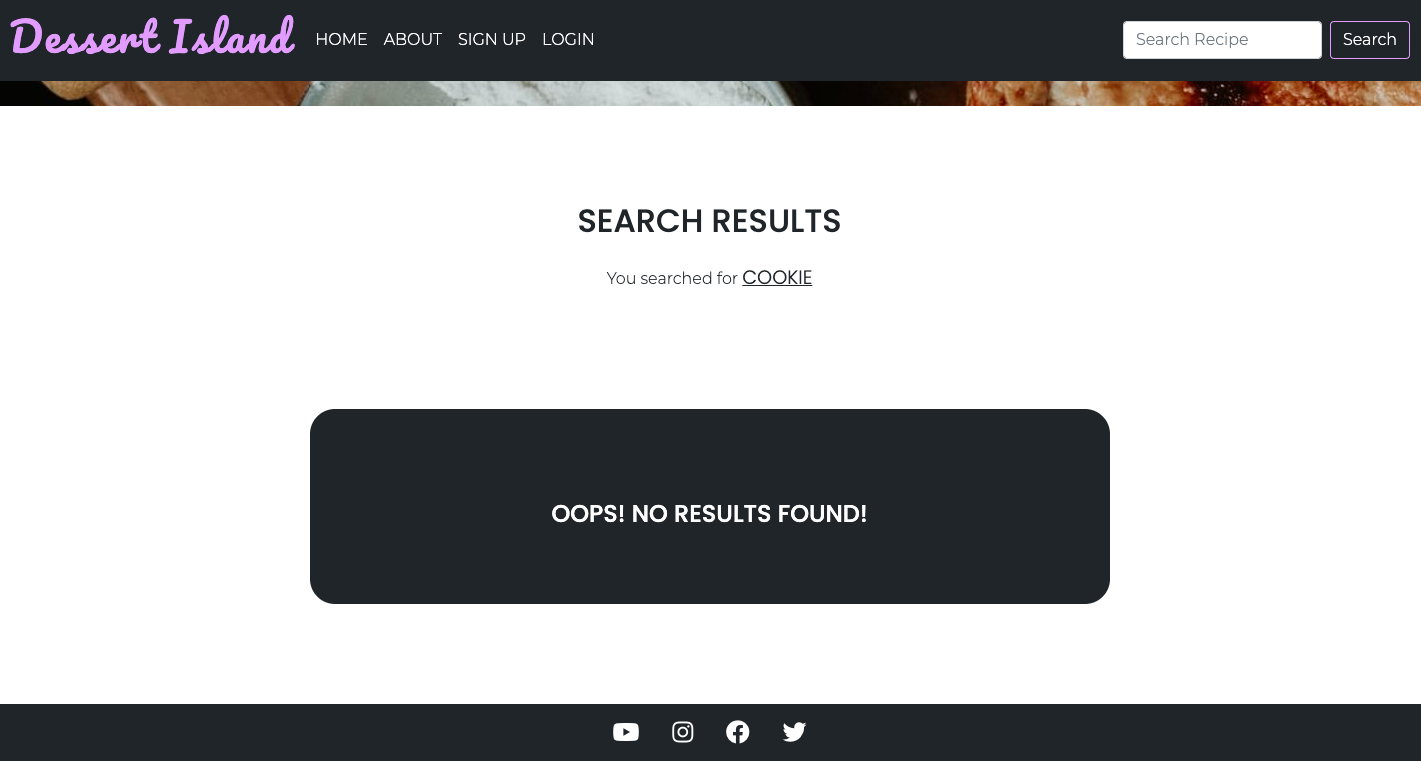 Dessert Island HOME ABOUT SIGN UP LOGIN Search Recipe Search
SEARCH RESULTS
You searched for COOKIE
OOPS! NO RESULTS FOUND!